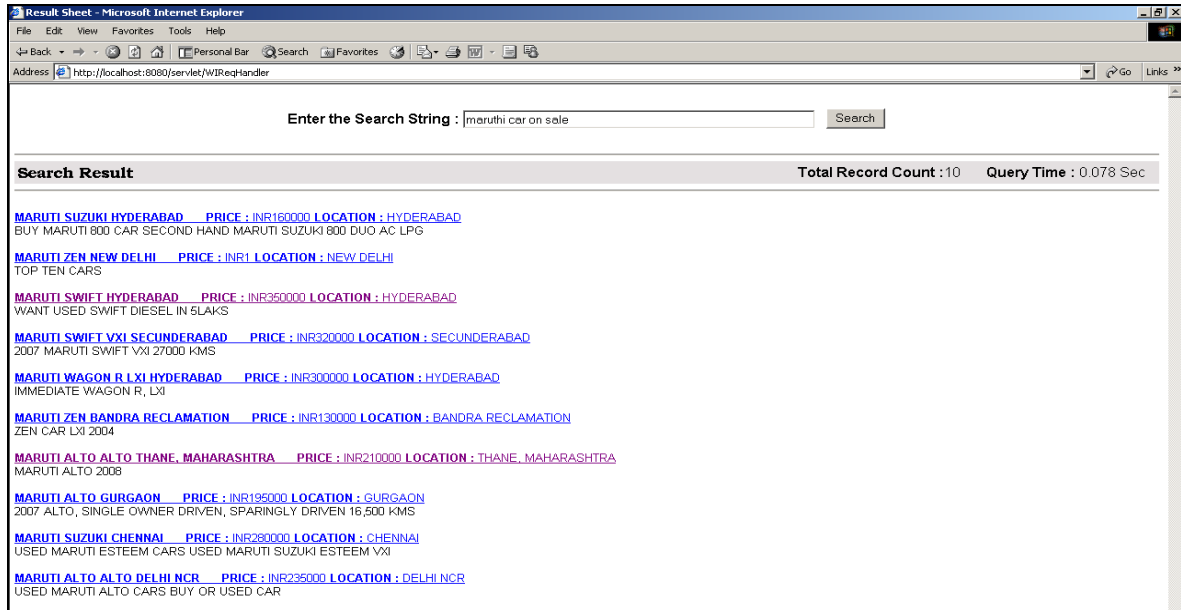 Result Sheet - Microsoft Internet Explorer
File Edit View Favorites Tools Help
Back Personal Bar Search Favorites
Address http://localhost:8080/servlet/WIReqHandler Go Links »
Enter the Search String : maruthi car on sale Search
Search Result Total Record Count :10 Query Time : 0.078 Sec
MARUTI SUZUKI HYDERABAD PRICE : INR160000 LOCATION : HYDERABAD
BUY MARUTI 800 CAR SECOND HAND MARUTI SUZUKI 800 DUO AC LPG
MARUTI ZEN NEW DELHI PRICE : INR1 LOCATION : NEW DELHI
TOP TEN CARS
MARUTI SWIFT HYDERABAD PRICE : INR350000 LOCATION : HYDERABAD
WANT USED SWIFT DIESEL IN 5LAKS
MARUTI SWIFT VXI SECUNDERABAD PRICE : INR320000 LOCATION : SECUNDERABAD
2007 MARUTI SWIFT VXI 27000 KMS
MARUTI WAGON R LXI HYDERABAD PRICE : INR300000 LOCATION : HYDERABAD
IMMEDIATE WAGON R, LXI
MARUTI ZEN BANDRA RECLAMATION PRICE : INR130000 LOCATION : BANDRA RECLAMATION
ZEN CAR LXI 2004
MARUTI ALTO ALTO THANE, MAHARASHTRA PRICE : INR210000 LOCATION : THANE, MAHARASHTRA
MARUTI ALTO 2008
MARUTI ALTO GURGAON PRICE : INR195000 LOCATION : GURGAON
2007 ALTO, SINGLE OWNER DRIVEN, SPARINGLY DRIVEN 16,500 KMS
MARUTI SUZUKI CHENNAI PRICE : INR280000 LOCATION : CHENNAI
USED MARUTI ESTEEM CARS USED MARUTI SUZUKI ESTEEM VXI
MARUTI ALTO ALTO DELHI NCR PRICE : INR235000 LOCATION : DELHI NCR
USED MARUTI ALTO CARS BUY OR USED CAR